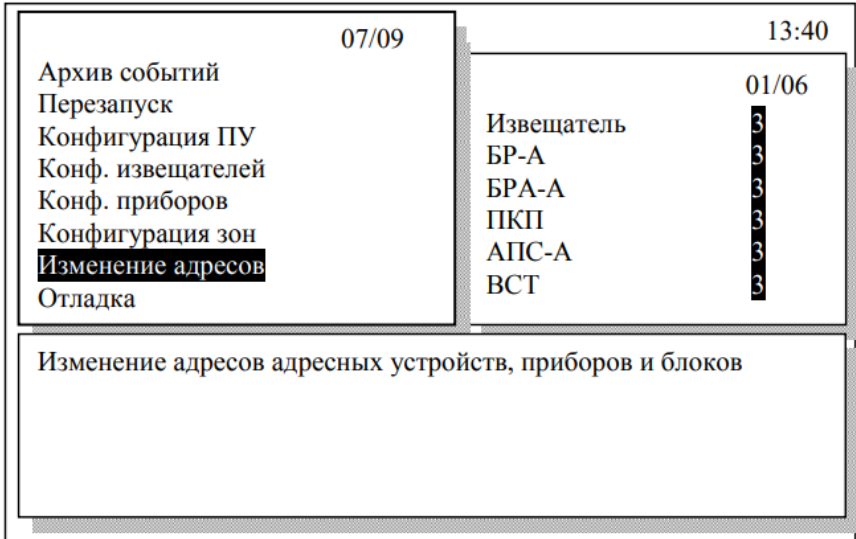 13:40
07/09
Архив событий
Перезапуск
Конфигурация ПУ
Конф. извещателей
Конф. приборов
Конфигурация зон
Изменение адресов
Отладка
01/06
Извещатель 3
БР-А 3
БРА-А 3
ПКП 3
АПС-А 3
ВСТ 3
Изменение адресов адресных устройств, приборов и блоков